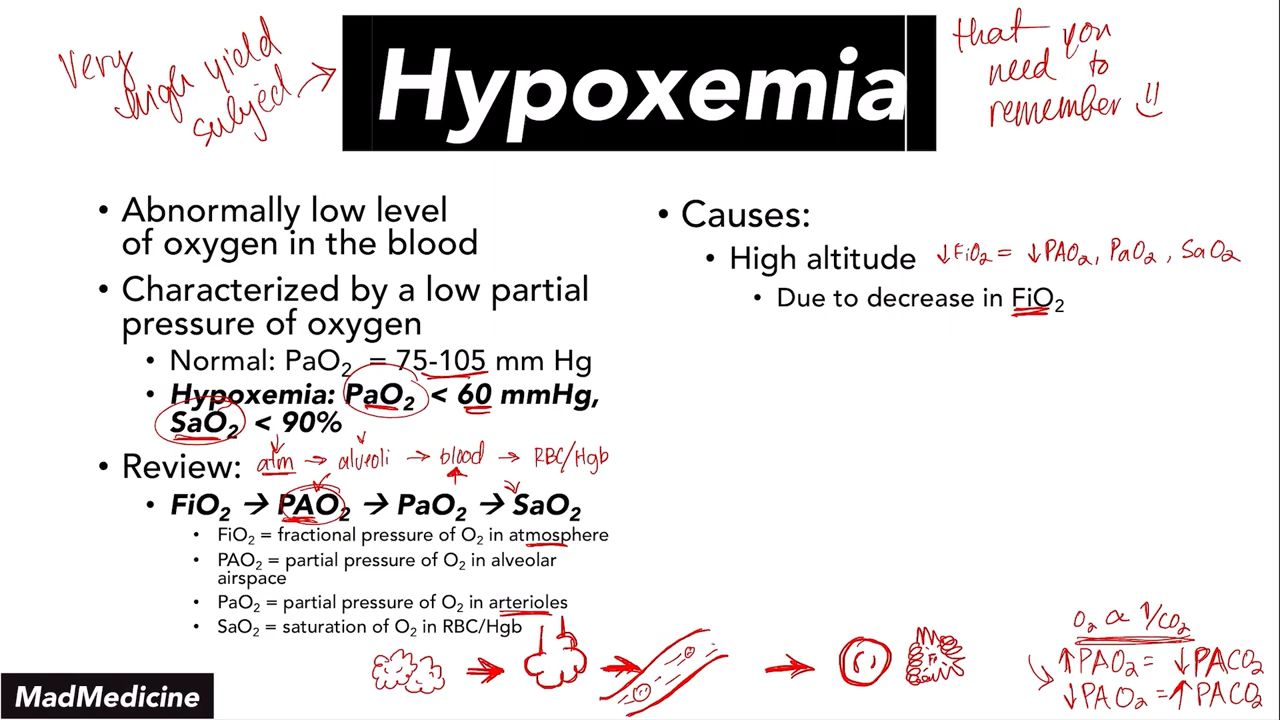 Very
high yield
subject
Hypoxemia
that you
need to
remember
• Abnormally low level
of oxygen in the blood
• Characterized by a low partial
pressure of oxygen
• Normal: PaO₂ = 75-105 mm Hg
• Hypoxemia: PaO₂ < 60 mmHg,
SaO₂ < 90%
• Review: atm → alveoli → blood → RBC/Hgb
• FiO₂ → PAO₂ → PaO₂ → SaO₂
• FiO₂ = fractional pressure of O₂ in atmosphere
• PAO₂ = partial pressure of O₂ in alveolar
airspace
• PaO₂ = partial pressure of O₂ in arterioles
• SaO₂ = saturation of O₂ in RBC/Hgb
• Causes:
• High altitude ↓FiO₂ = ↓PAO₂, PaO₂, SaO₂
• Due to decrease in FiO₂
O₂ ∝ 1/CO₂
↑PAO₂ = ↓PACO₂
↓PAO₂ = ↑PACO₂
MadMedicine